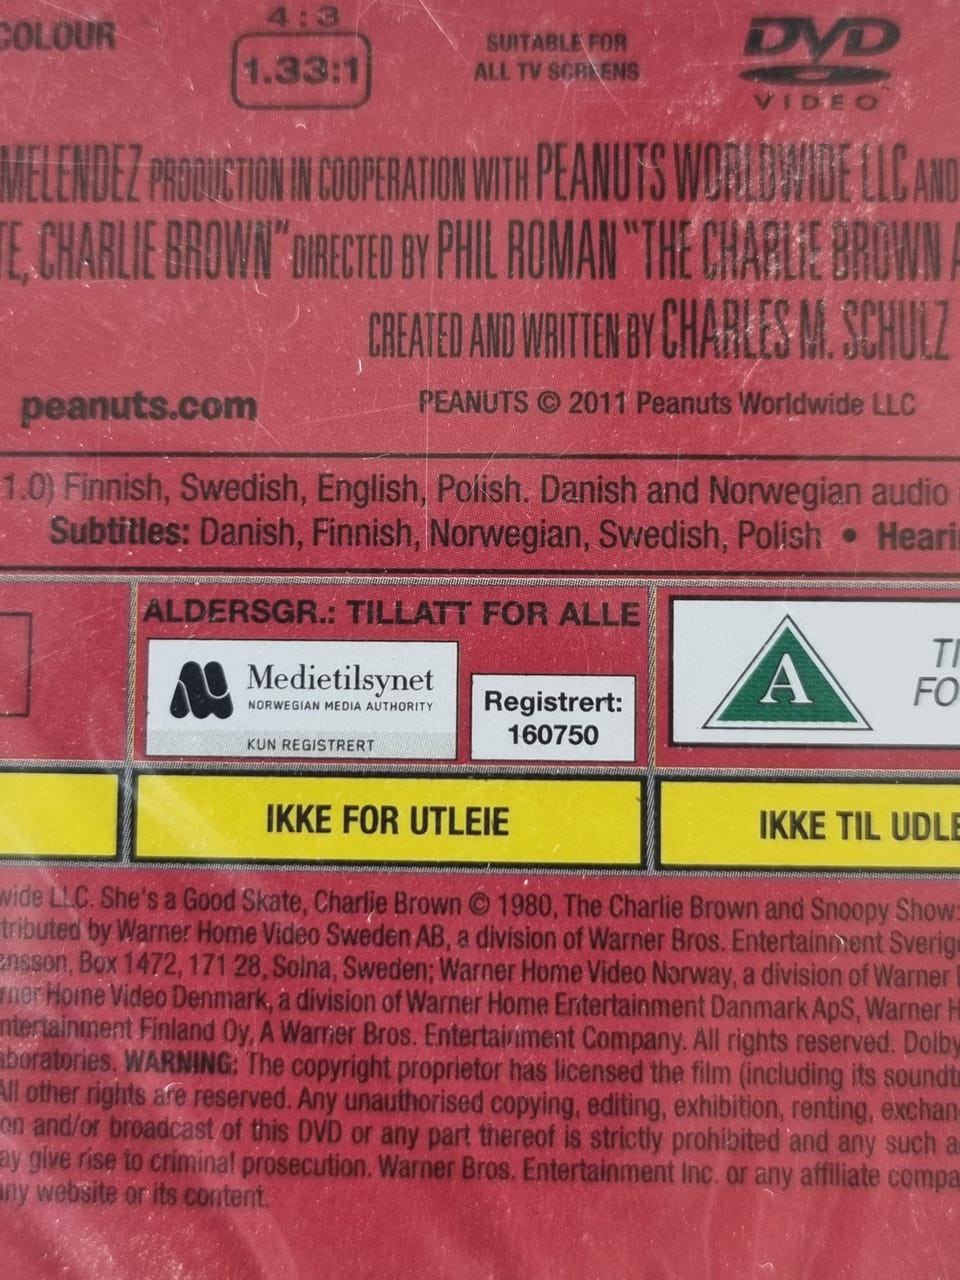 COLOUR
4:3
1.33:1
SUITABLE FOR
ALL TV SCREENS
DVD
VIDEO
MELENDEZ PRODUCTION IN COOPERATION WITH PEANUTS WORLDWIDE LLC AND
TE, CHARLIE BROWN" DIRECTED BY PHIL ROMAN "THE CHARLIE BROWN A
CREATED AND WRITTEN BY CHARLES M. SCHULZ
peanuts.com
PEANUTS © 2011 Peanuts Worldwide LLC
1.0) Finnish, Swedish, English, Polish. Danish and Norwegian audio
Subtitles: Danish, Finnish, Norwegian, Swedish, Polish • Heari
ALDERSGR.: TILLATT FOR ALLE
Medietilsynet
NORWEGIAN MEDIA AUTHORITY
KUN REGISTRERT
Registrert:
160750
A
TI
FO
IKKE FOR UTLEIE
IKKE TIL UDLE
wide LLC. She's a Good Skate, Charlie Brown © 1980, The Charlie Brown and Snoopy Show:
tributed by Warner Home Video Sweden AB, a division of Warner Bros. Entertainment Sverig
ansson, Box 1472, 171 28, Solna, Sweden; Warner Home Video Norway, a division of Warner
rner Home Video Denmark, a division of Warner Home Entertainment Danmark ApS, Warner H
ntertainment Finland Oy, A Warner Bros. Entertainment Company. All rights reserved. Dolby
aboratories. WARNING: The copyright proprietor has licensed the film (including its soundt
All other rights are reserved. Any unauthorised copying, editing, exhibition, renting, exchan
on and/or broadcast of this DVD or any part thereof is strictly prohibited and any such a
ay give rise to criminal prosecution. Warner Bros. Entertainment Inc. or any affiliate compa
any website or its content.